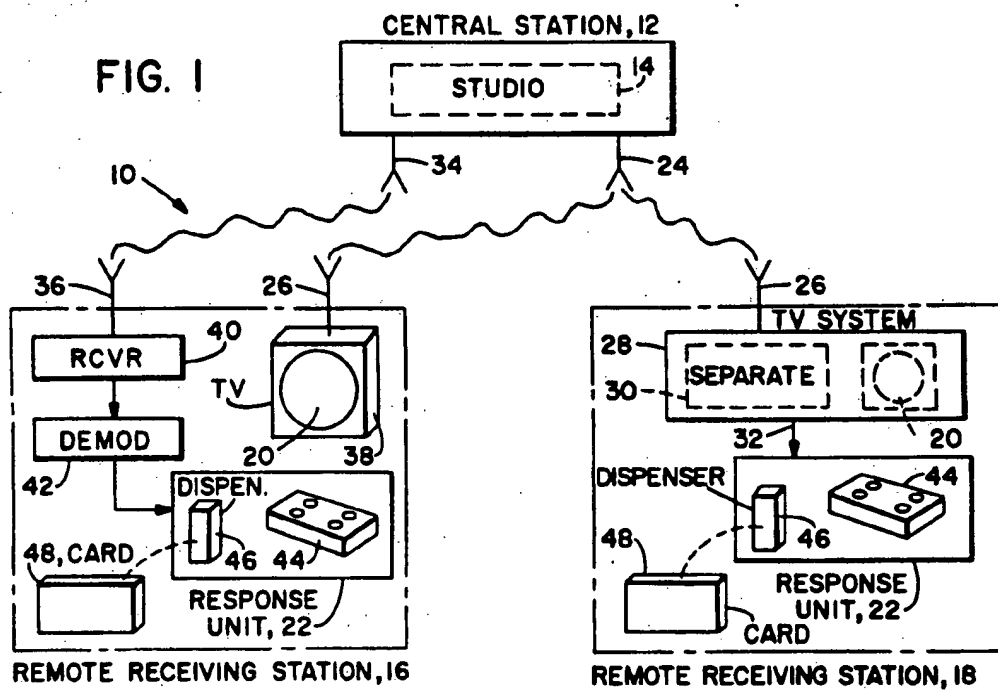 CENTRAL STATION, 12
FIG. 1
STUDIO
14
34
24
10
36
26
26
TV SYSTEM
RCVR
40
28
SEPARATE
30
TV
DEMOD
20
38
32
20
42
DISPEN.
DISPENSER
44
48, CARD
46
44
48
46
RESPONSE
UNIT, 22
RESPONSE
UNIT, 22
CARD
REMOTE RECEIVING STATION, 16
REMOTE RECEIVING STATION, 18